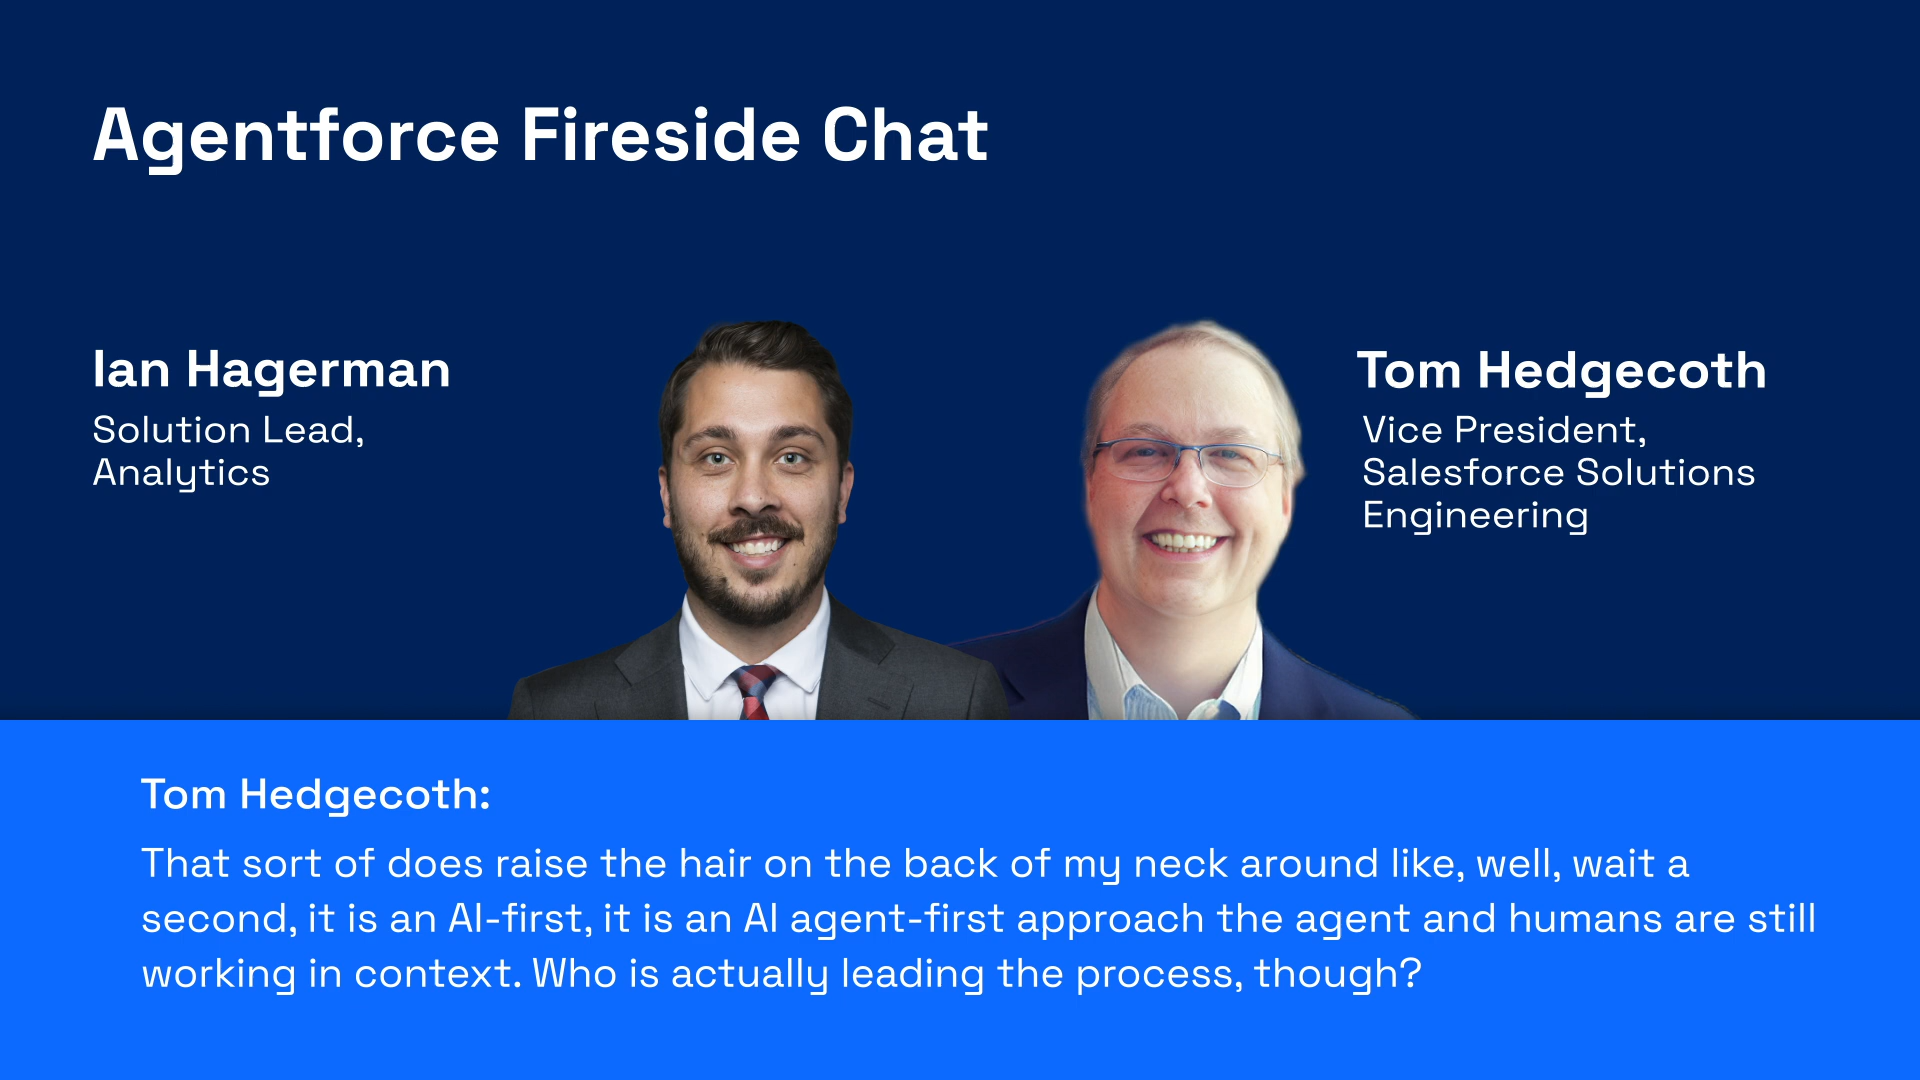 Agentforce Fireside Chat
Ian Hagerman
Solution Lead,
Analytics
Tom Hedgecoth
Vice President,
Salesforce Solutions
Engineering
Tom Hedgecoth:
That sort of does raise the hair on the back of my neck around like, well, wait a
second, it is an AI-first, it is an AI agent-first approach the agent and humans are still
working in context. Who is actually leading the process, though?